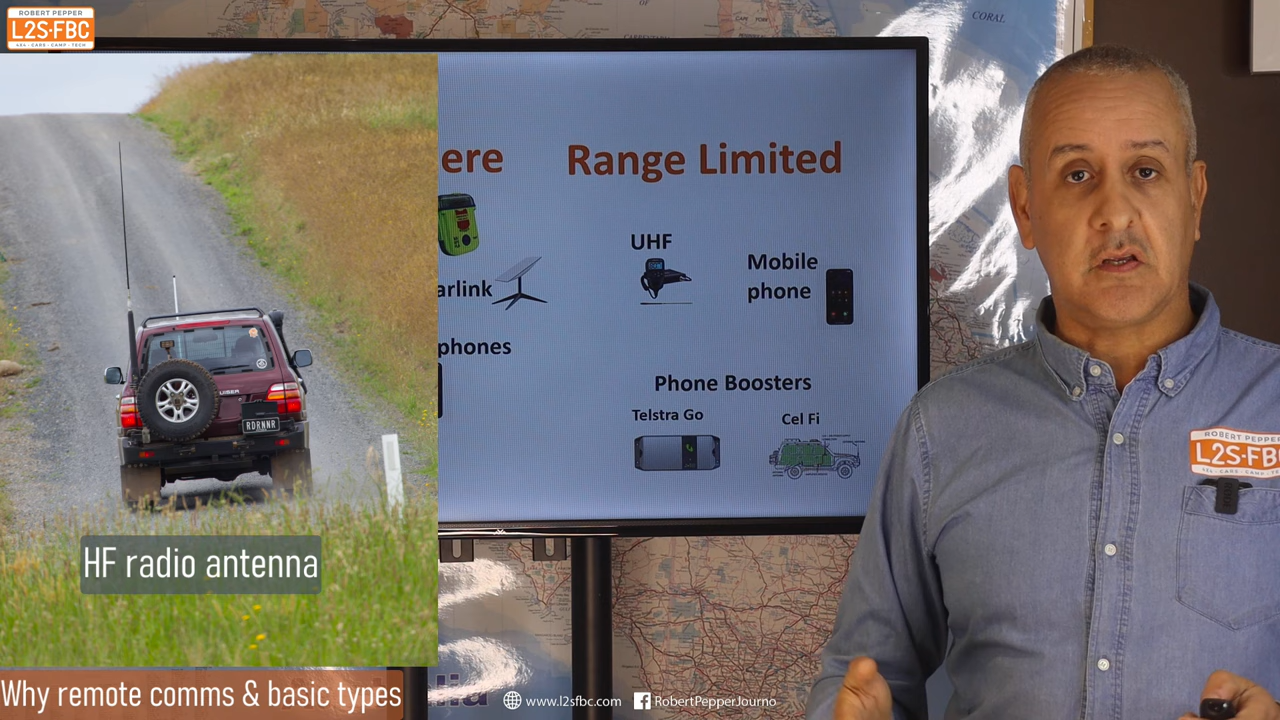 ROBERT PEPPER
L2S-FBC
4X4 - CARS - CAMP - TECH
CORAL
ere
Range Limited
UHF
Mobile
phone
arlink
phones
Phone Boosters
Telstra Go
Cel Fi
UISER
RDRNNR
HF radio antenna
ROBERT PEPPER
L2S-FBC
Why remote comms & basic types
www.l2sfbc.com
RobertPepperJourno